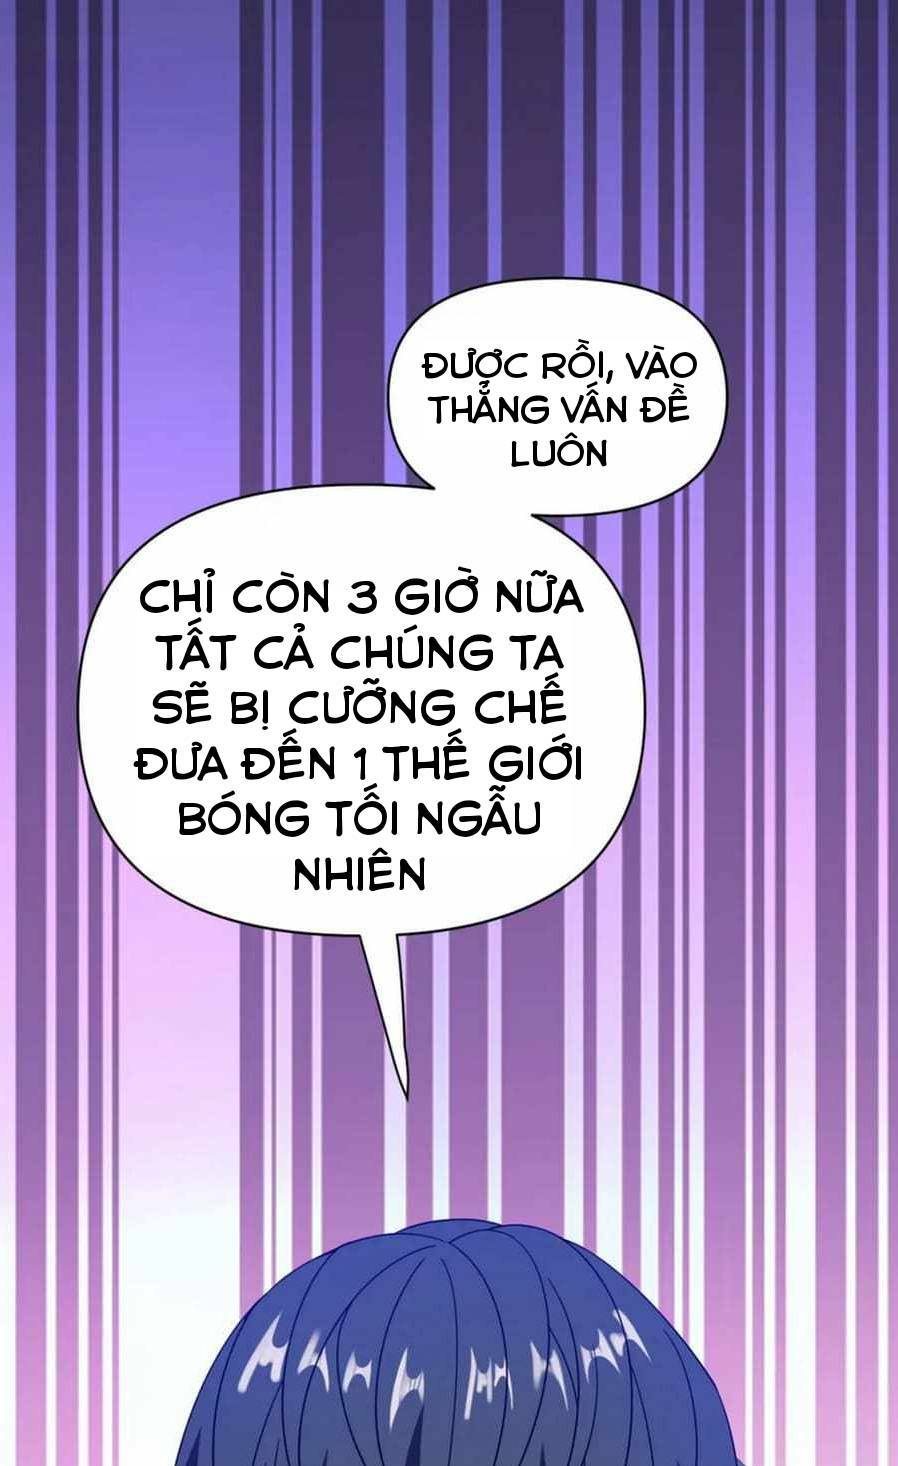 ĐƯỢC RỒI, VÀO
THẲNG VẤN ĐỀ
LUÔN
CHỈ CÒN 3 GIỜ NỮA
TẤT CẢ CHÚNG TA
SẼ BỊ CƯỠNG CHẾ
ĐƯA ĐẾN 1 THẾ GIỚI
BÓNG TỐI NGẪU
NHIÊN